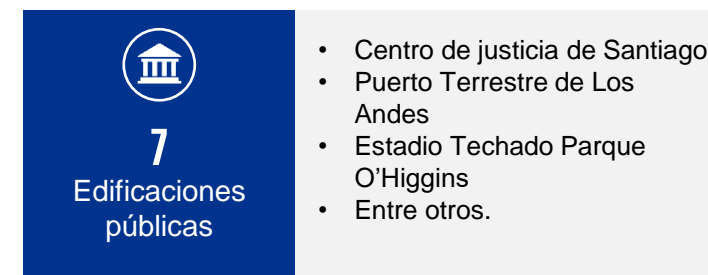 7
Edificaciones
públicas
• Centro de justicia de Santiago
• Puerto Terrestre de Los
Andes
• Estadio Techado Parque
O’Higgins
• Entre otros.